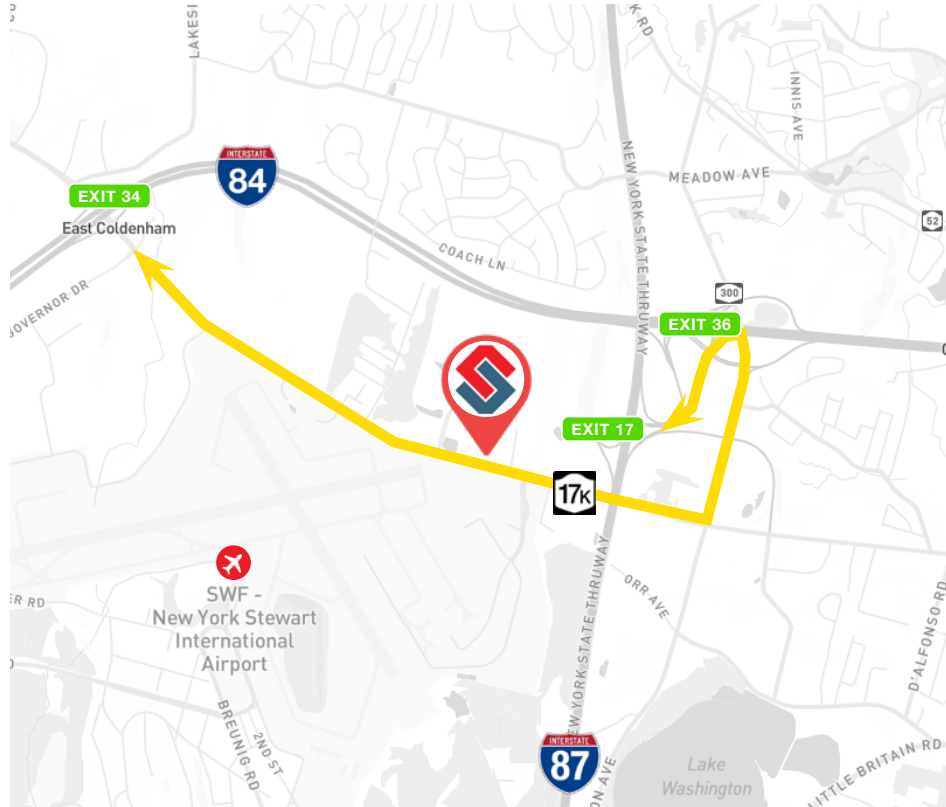 LAKESI
K RD
INNIS AVE
INTERSTATE
84
NEW YORK STATE THRUWAY
MEADOW AVE
EXIT 34
52
East Coldenham
COACH LN
GOVERNOR DR
300
EXIT 36
EXIT 17
17K
SWF -
New York Stewart
International
Airport
ER RD
ORR AVE
NEW YORK STATE THRUWAY
D'ALFONSO RD
BREUNIG RD
2ND ST
INTERSTATE
87
ON AVE
Lake
Washington
LITTLE BRITAIN RD